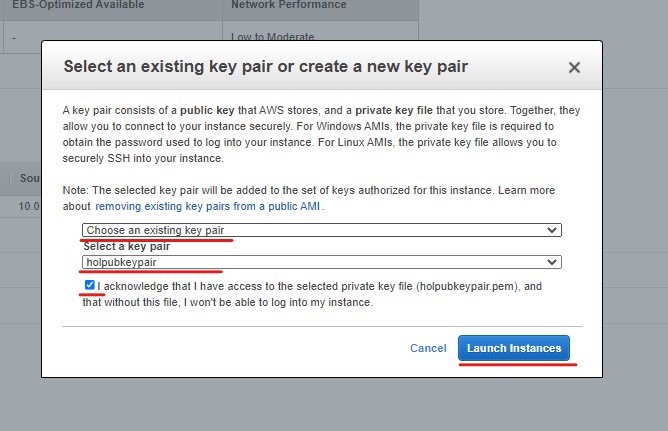 EBS-Optimized Available Network Performance
- Low to Moderate
Select an existing key pair or create a new key pair
A key pair consists of a public key that AWS stores, and a private key file that you store. Together, they
allow you to connect to your instance securely. For Windows AMIs, the private key file is required to
obtain the password used to log into your instance. For Linux AMIs, the private key file allows you to
securely SSH into your instance.
Note: The selected key pair will be added to the set of keys authorized for this instance. Learn more
about removing existing key pairs from a public AMI.
Sou
10.0
Choose an existing key pair
Select a key pair
holpubkeypair
I acknowledge that I have access to the selected private key file (holpubkeypair.pem), and
that without this file, I won't be able to log into my instance.
Cancel Launch Instances